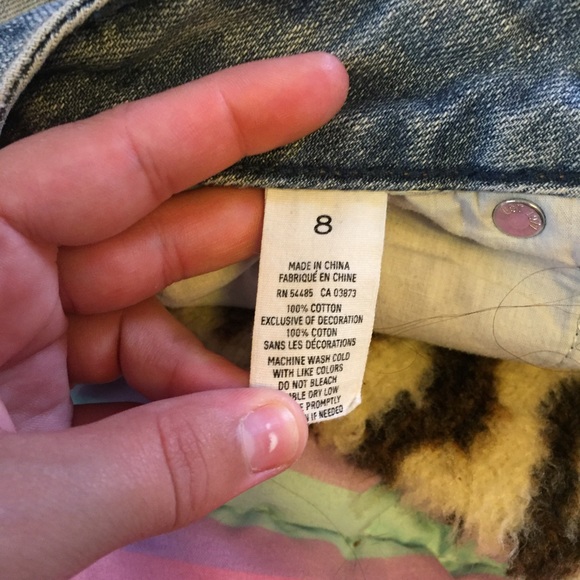 8
MADE IN CHINA
FABRIQUÉ EN CHINE
RN 54485 CA 03873
100% COTTON
EXCLUSIVE OF DECORATION
100% COTON
SANS LES DÉCORATIONS
MACHINE WASH COLD
WITH LIKE COLORS
DO NOT BLEACH
BLE DRY LOW
PROMPTLY
IF NEEDED